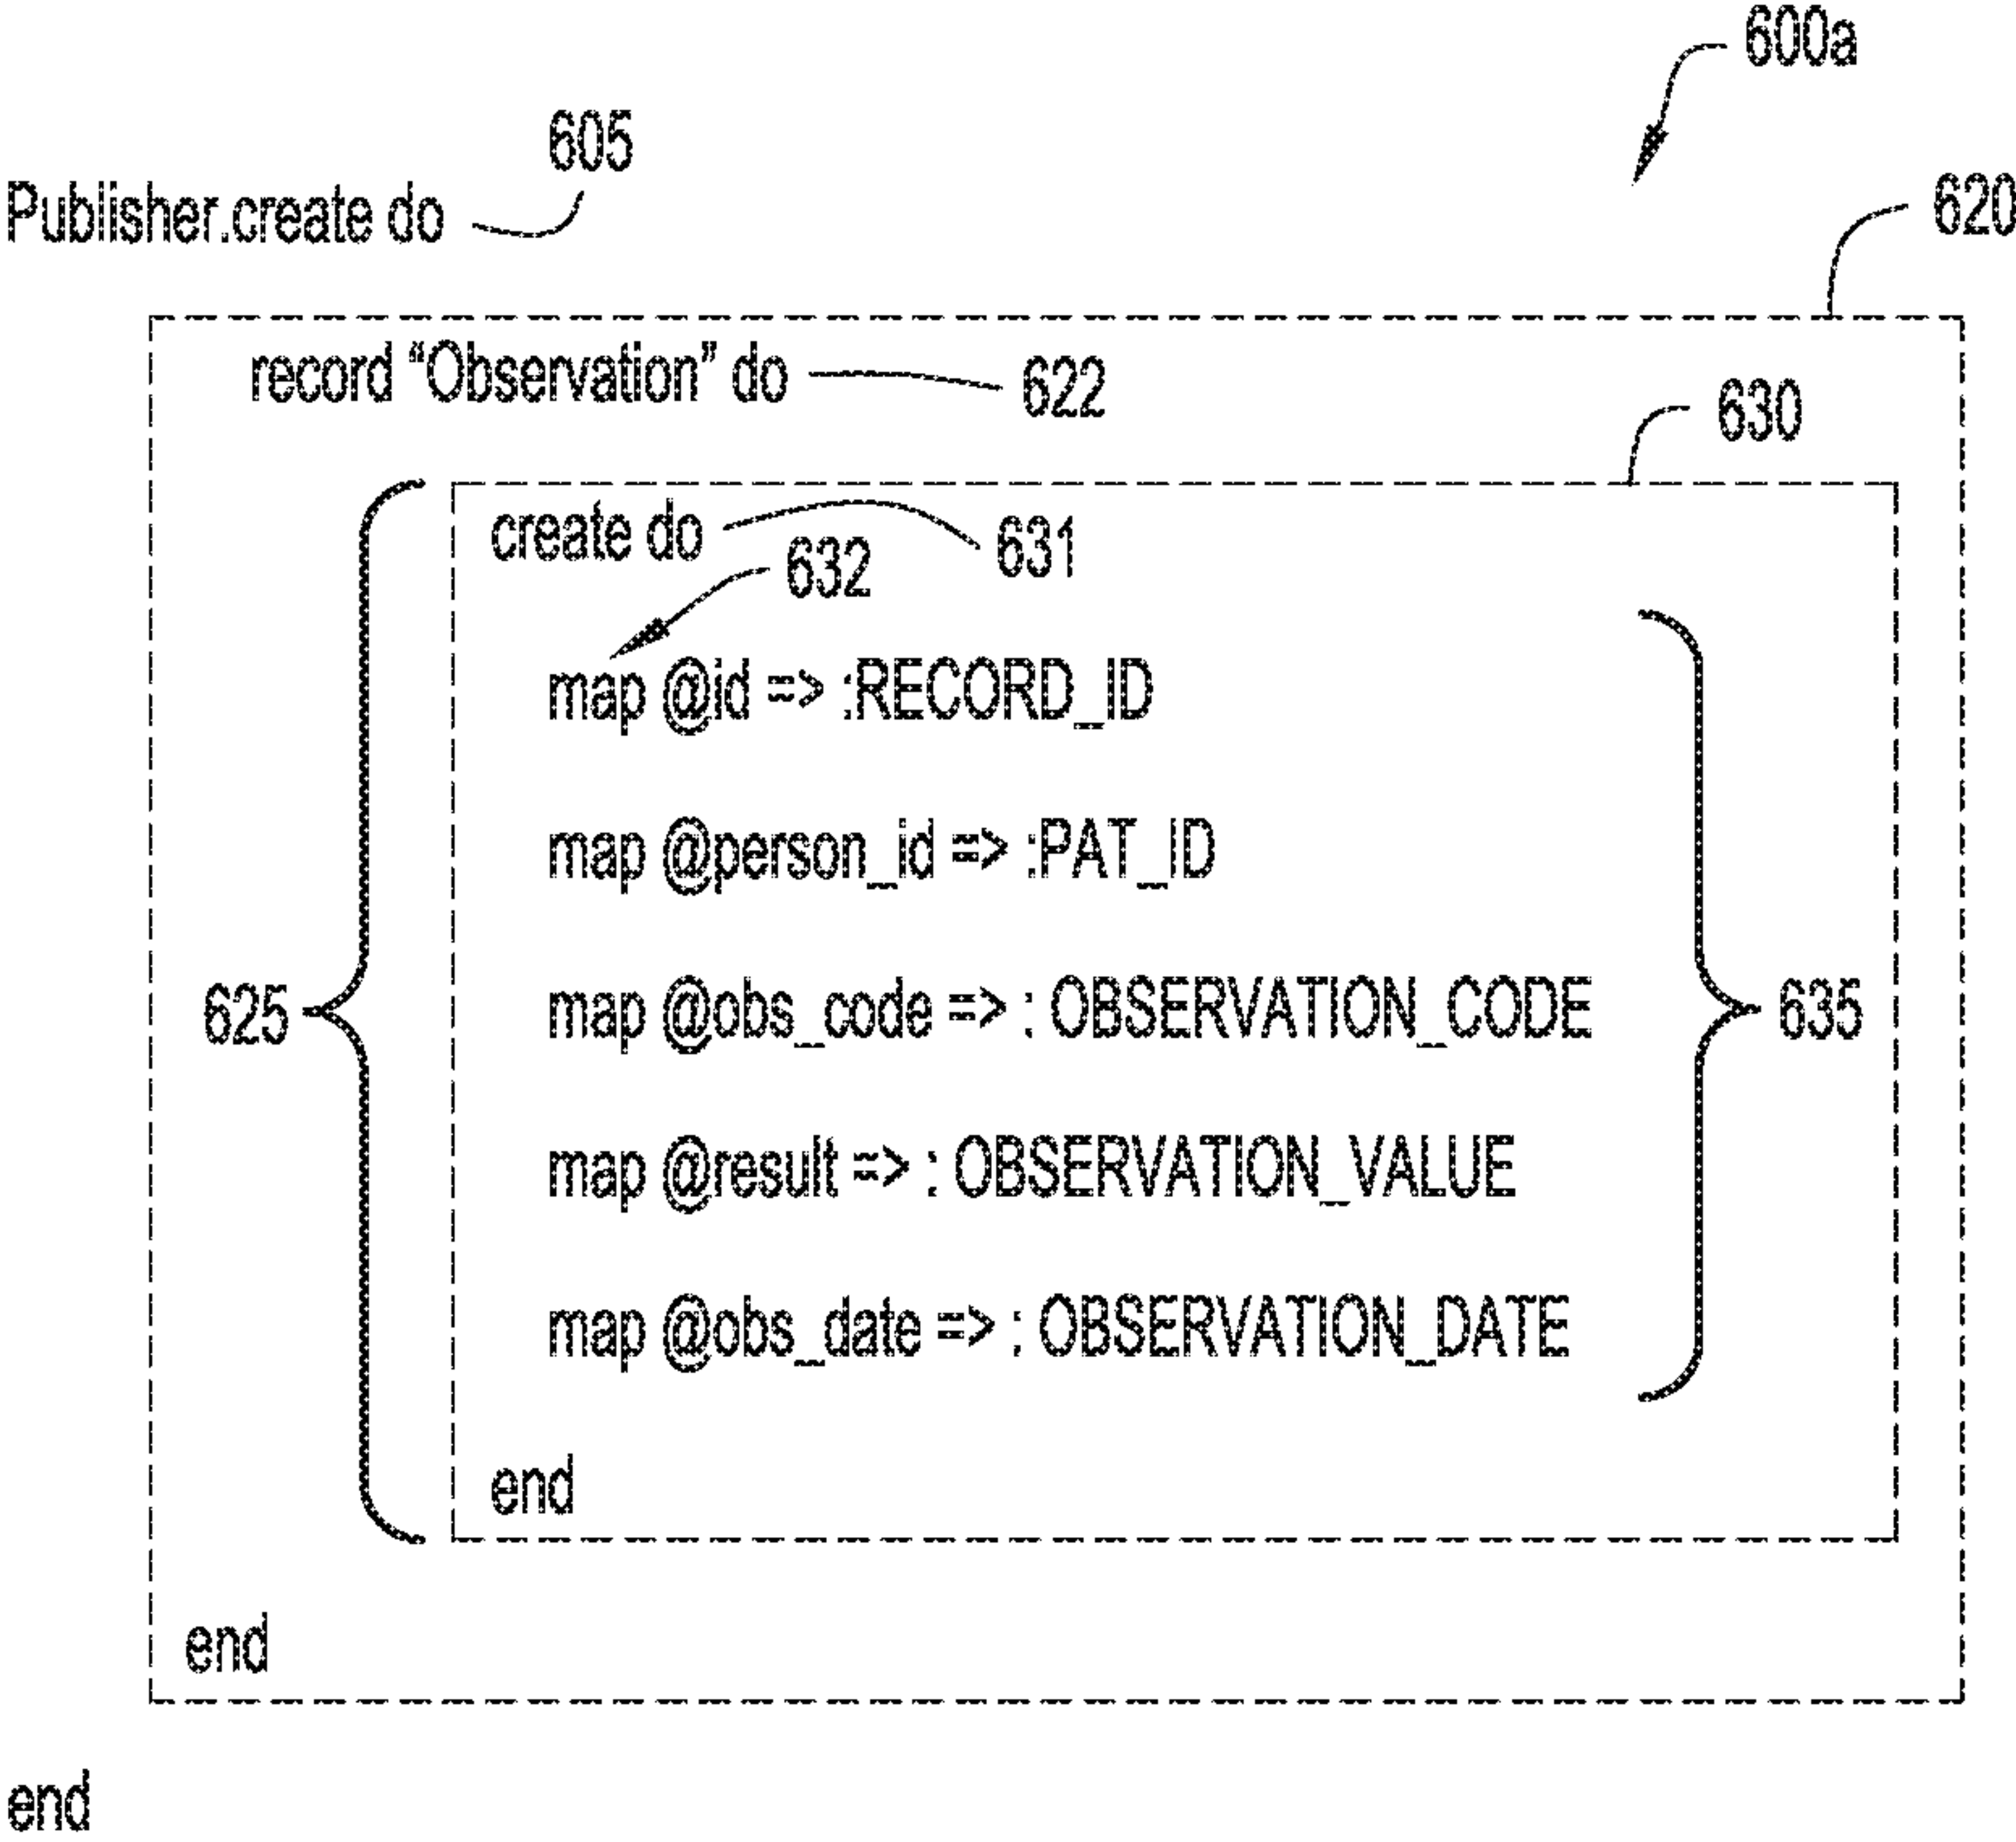 600a
605
Publisher.create do
620
record “Observation” do 622
630
create do 631
632
map @id => :RECORD_ID
map @person_id => :PAT_ID
625 map @obs_code => : OBSERVATION_CODE 635
map @result => : OBSERVATION_VALUE
map @obs_date => : OBSERVATION_DATE
end
end
end